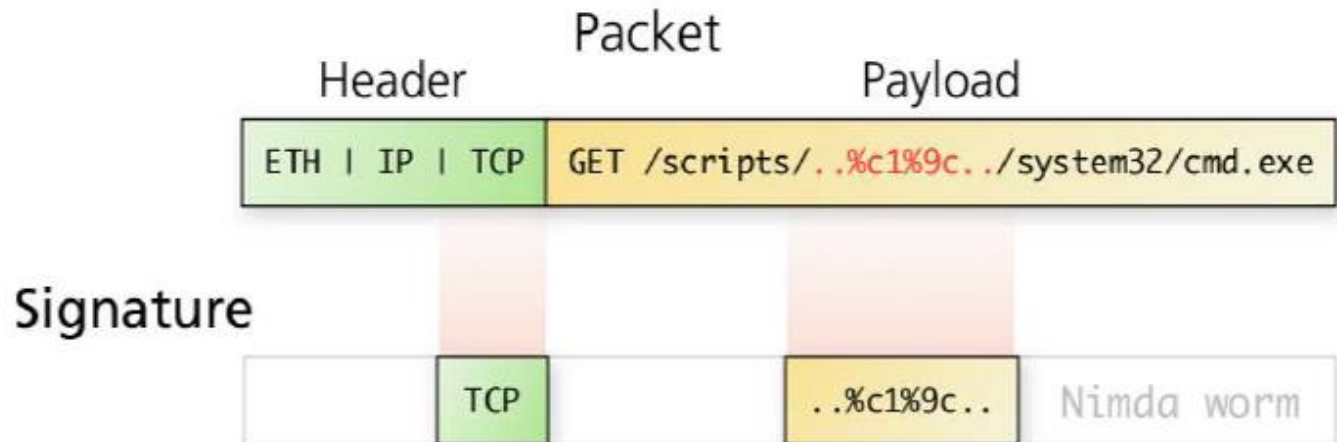 Packet
Header Payload
ETH | IP | TCP GET /scripts/..%c1%9c../system32/cmd.exe
Signature
TCP ..%c1%9c.. Nimda worm